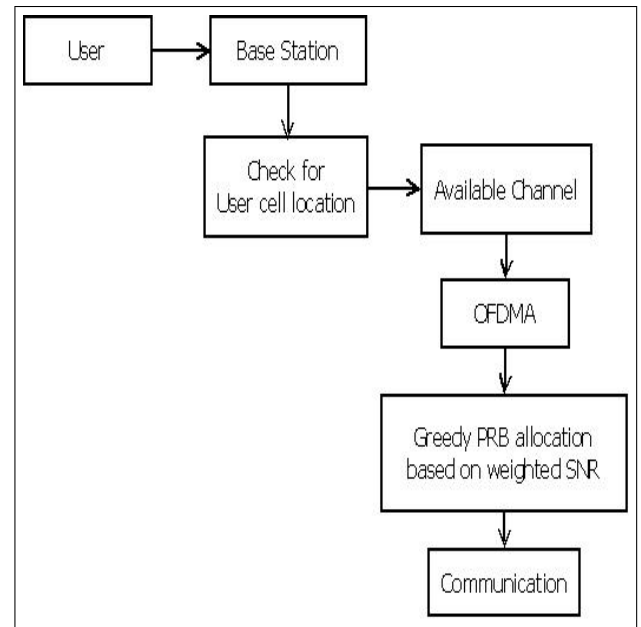 User
Base Station
Check for
User cell location
Available Channel
OFDMA
Greedy PRB allocation
based on weighted SNR
Communication